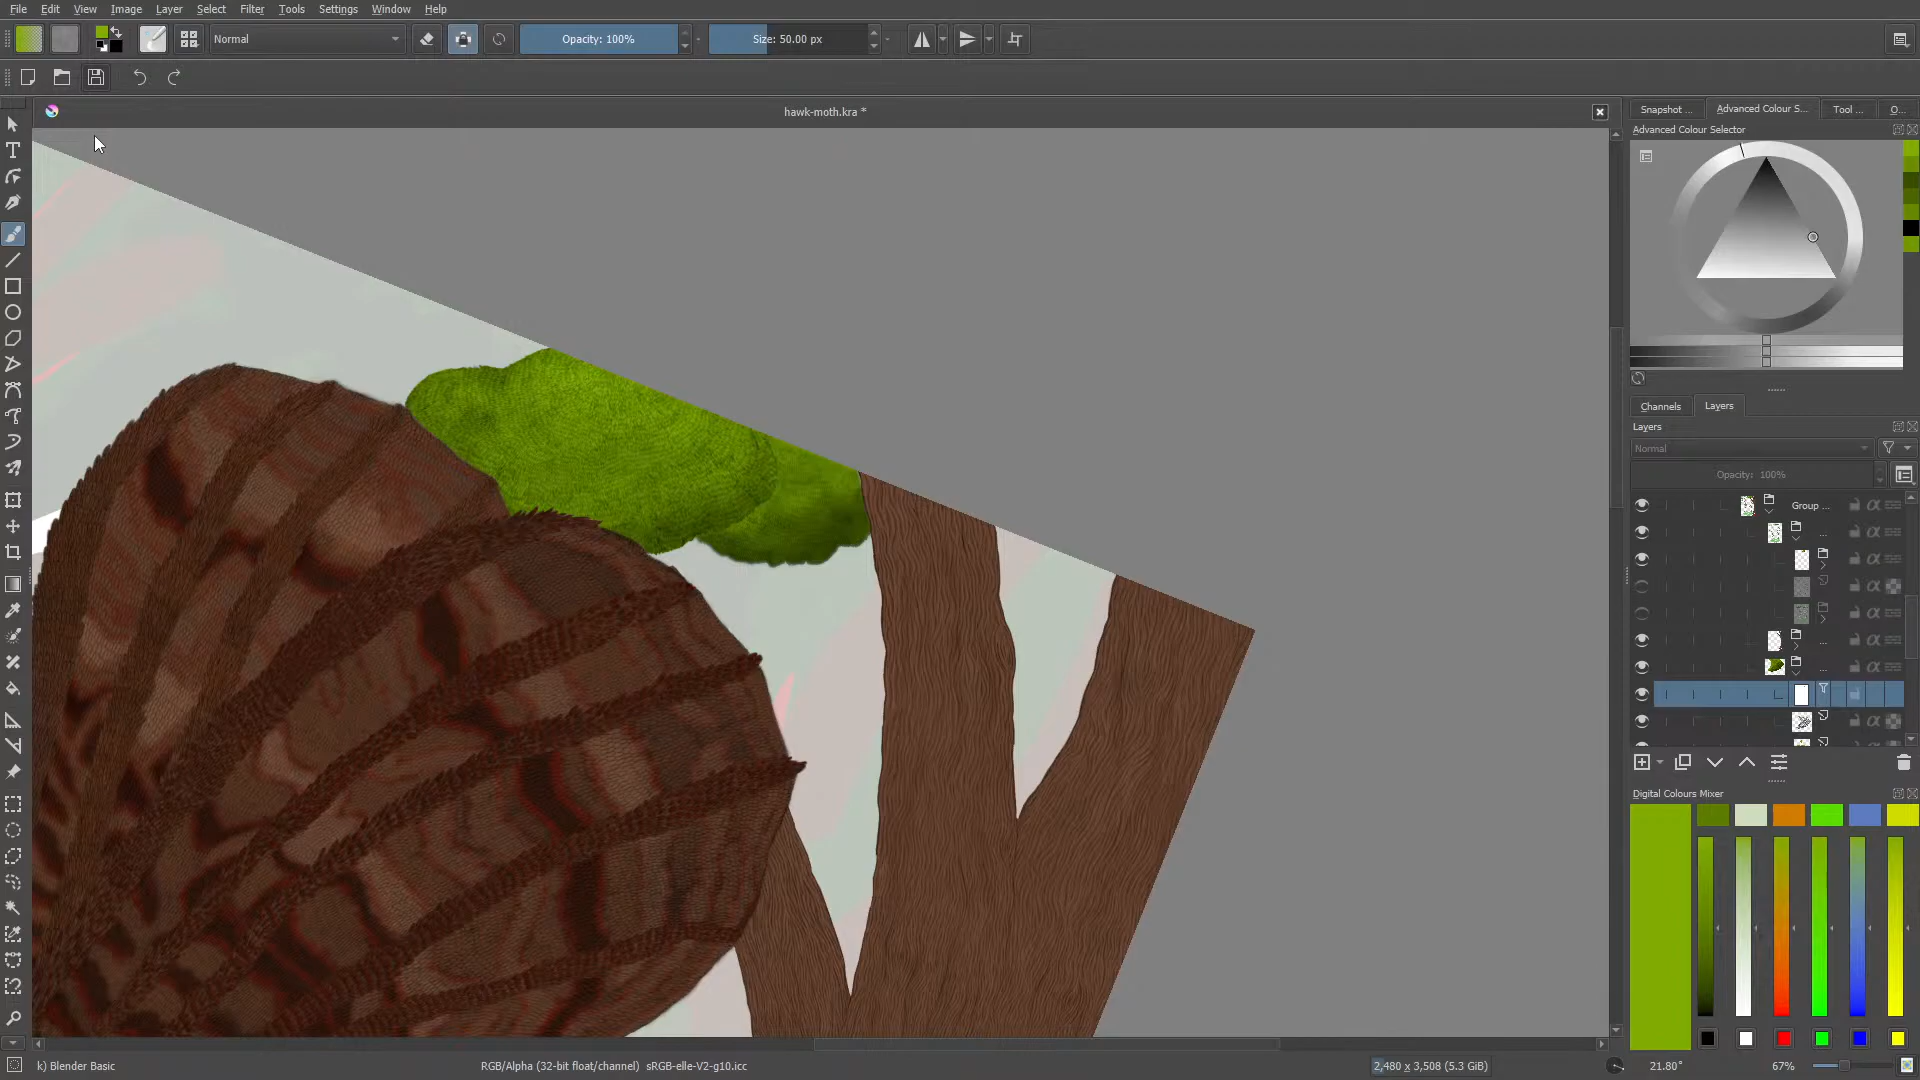 File Edit View Image Layer Select Filter Tools Settings Window Help
Normal Opacity: 100% Size: 50.00 px
hawk-moth.kra *
Snapshot ... Advanced Colour S... Tool ... O...
Advanced Colour Selector
Channels Layers
Layers
Normal
Opacity: 100%
Group ...
...
...
...
Digital Colours Mixer
k) Blender Basic RGB/Alpha (32-bit float/channel) sRGB-elle-V2-g10.icc 2,480 x 3,508 (5.3 GiB) 21.80° 67%